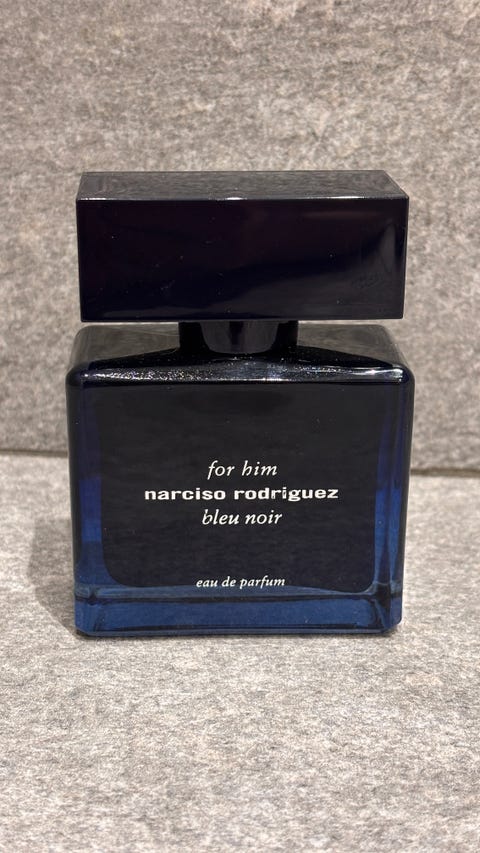 for him
narciso rodriguez
bleu noir
eau de parfum